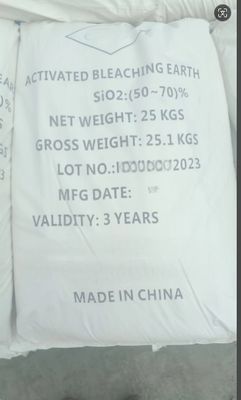 ACTIVATED BLEACHING EARTH
SiO2:(50~70)%
NET WEIGHT: 25 KGS
GROSS WEIGHT: 25.1 KGS
LOT NO.: 2023
MFG DATE:
VALIDITY: 3 YEARS
MADE IN CHINA